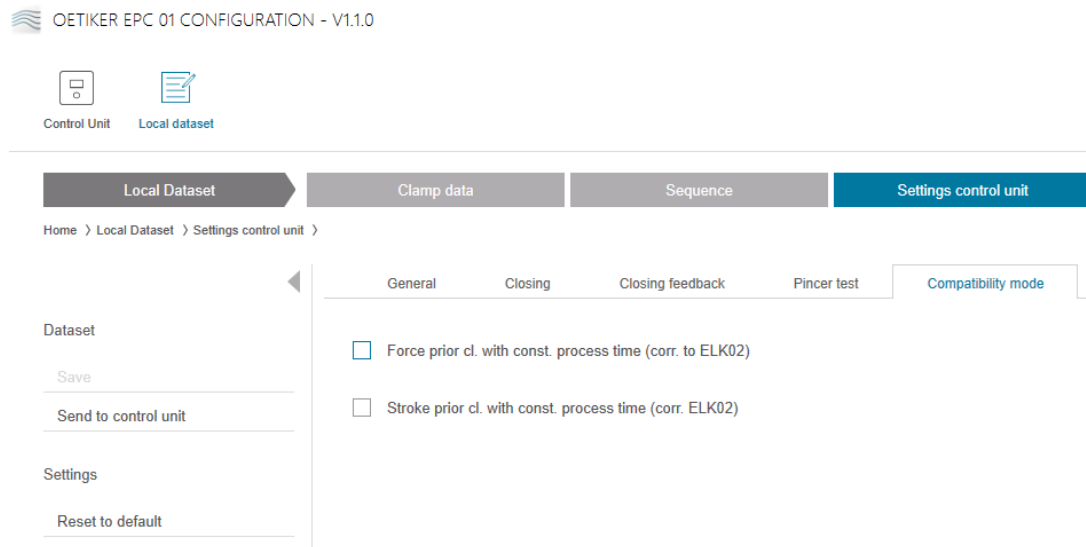 OETIKER EPC 01 CONFIGURATION - V1.1.0
Control Unit
Local dataset
Local Dataset
Clamp data
Sequence
Settings control unit
Home 〉 Local Dataset 〉 Settings control unit 〉
General
Closing
Closing feedback
Pincer test
Compatibility mode
Dataset
Save
Send to control unit
Settings
Reset to default
Force prior cl. with const. process time (corr. to ELK02)
Stroke prior cl. with const. process time (corr. ELK02)